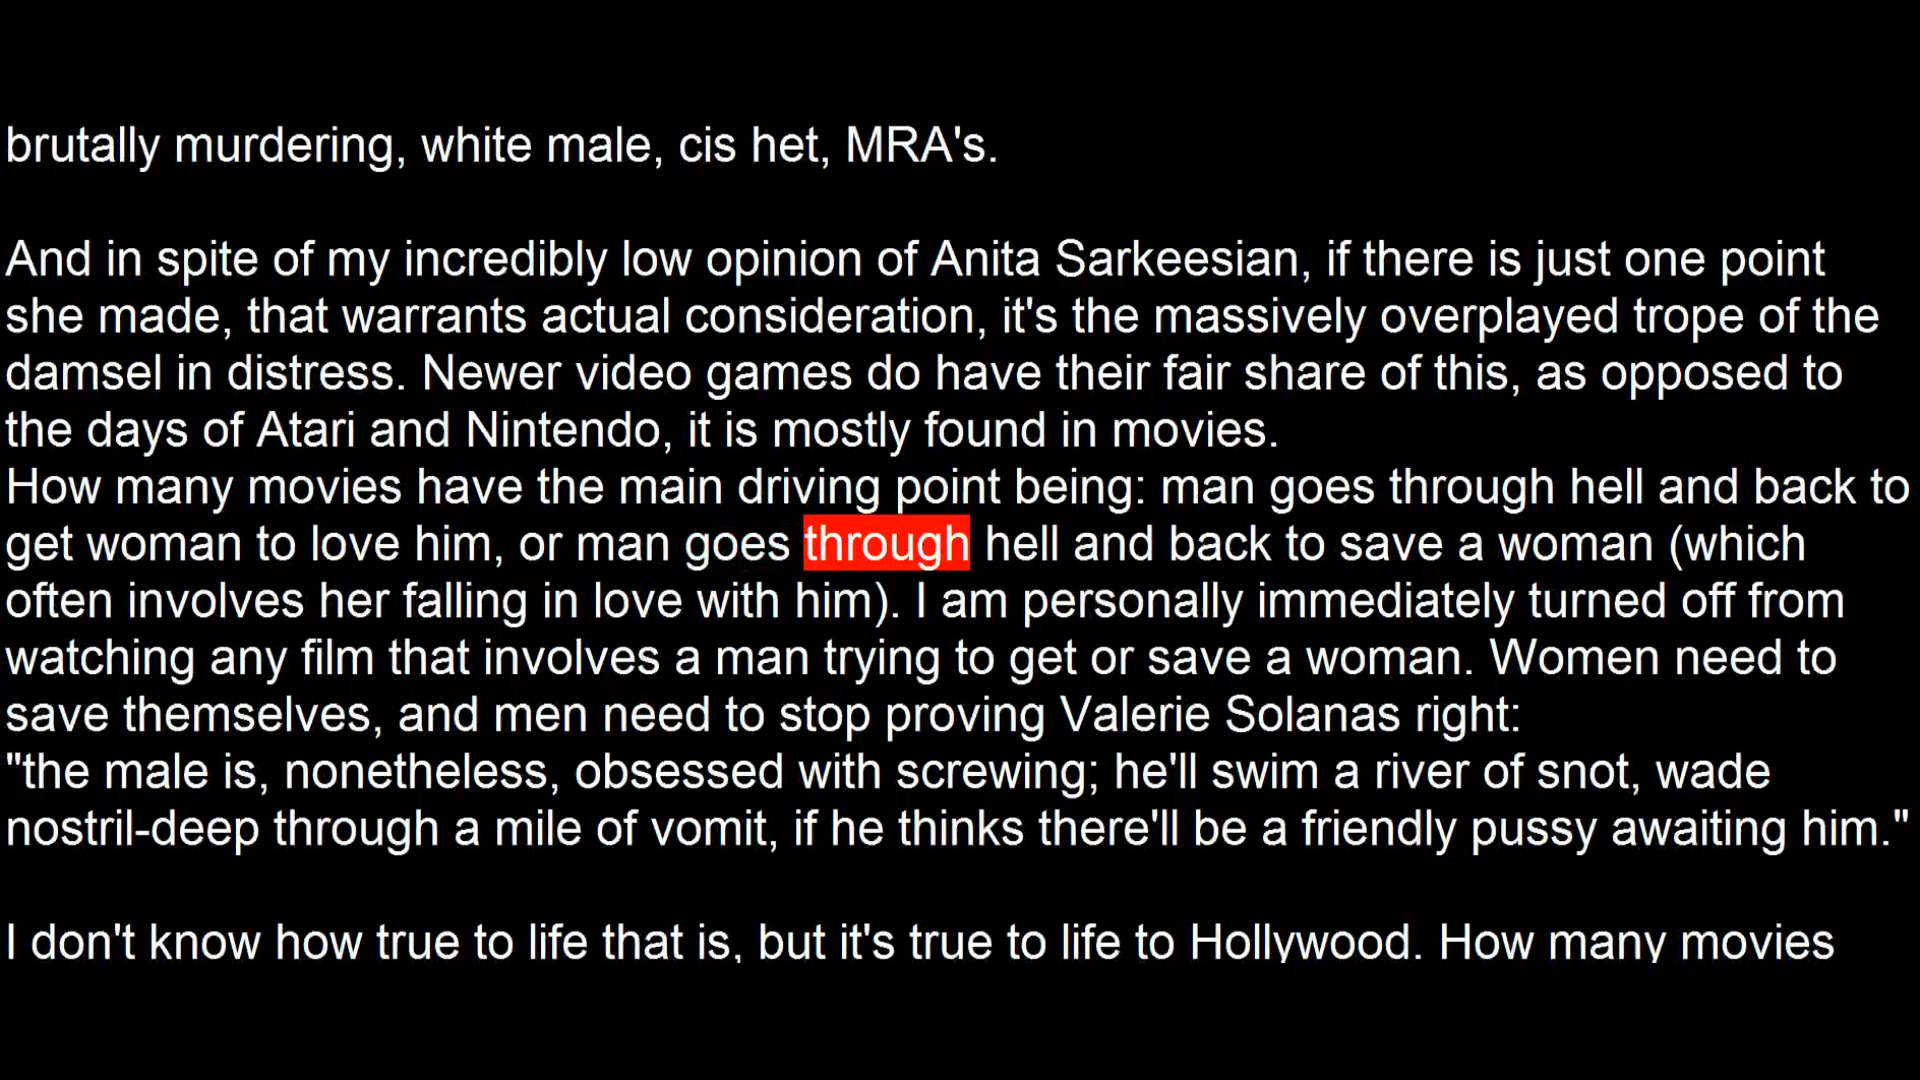 brutally murdering, white male, cis het, MRA's.
And in spite of my incredibly low opinion of Anita Sarkeesian, if there is just one point
she made, that warrants actual consideration, it's the massively overplayed trope of the
damsel in distress. Newer video games do have their fair share of this, as opposed to
the days of Atari and Nintendo, it is mostly found in movies.
How many movies have the main driving point being: man goes through hell and back to
get woman to love him, or man goes through hell and back to save a woman (which
often involves her falling in love with him). I am personally immediately turned off from
watching any film that involves a man trying to get or save a woman. Women need to
save themselves, and men need to stop proving Valerie Solanas right:
"the male is, nonetheless, obsessed with screwing; he'll swim a river of snot, wade
nostril-deep through a mile of vomit, if he thinks there'll be a friendly pussy awaiting him."
I don't know how true to life that is, but it's true to life to Hollywood. How many movies